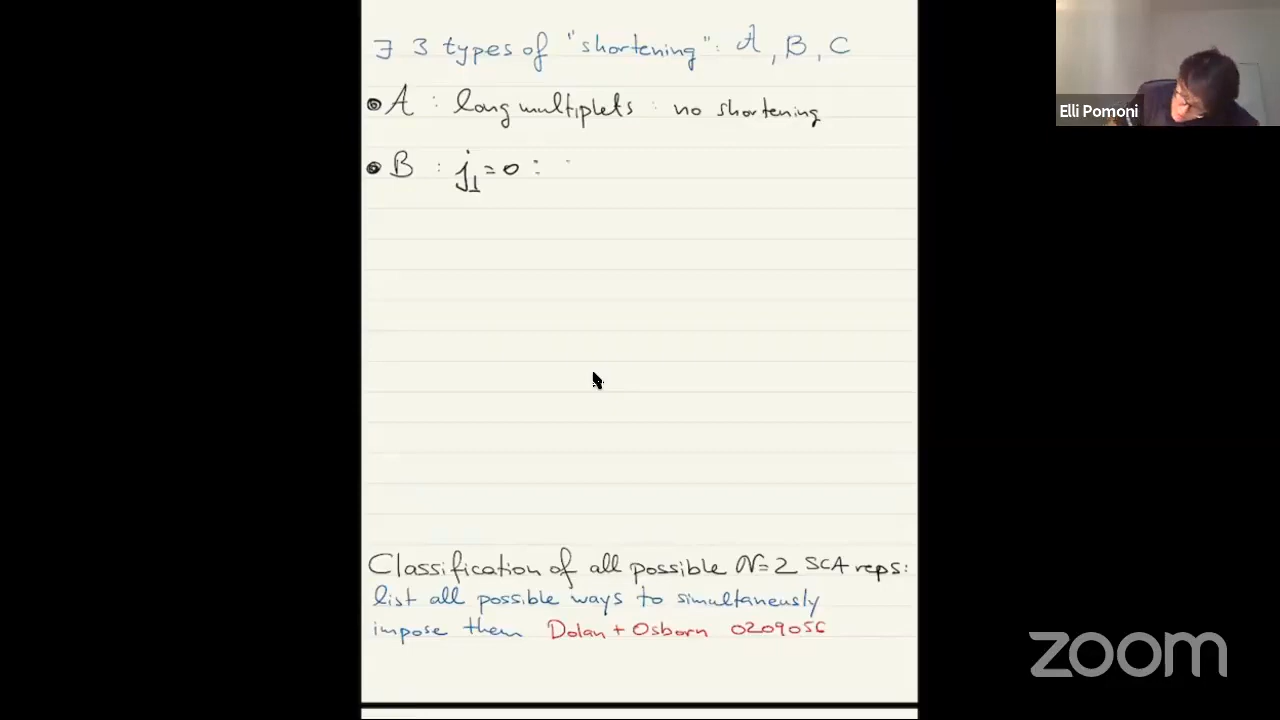 ∃ 3 types of "shortening": A, B, C
• A : long multiplets : no shortening
Elli Pomoni
• B : j₁=0 :
Classification of all possible N=2 SCA reps:
list all possible ways to simultaneusly
impose them Dolan + Osborn 0209056
zoom